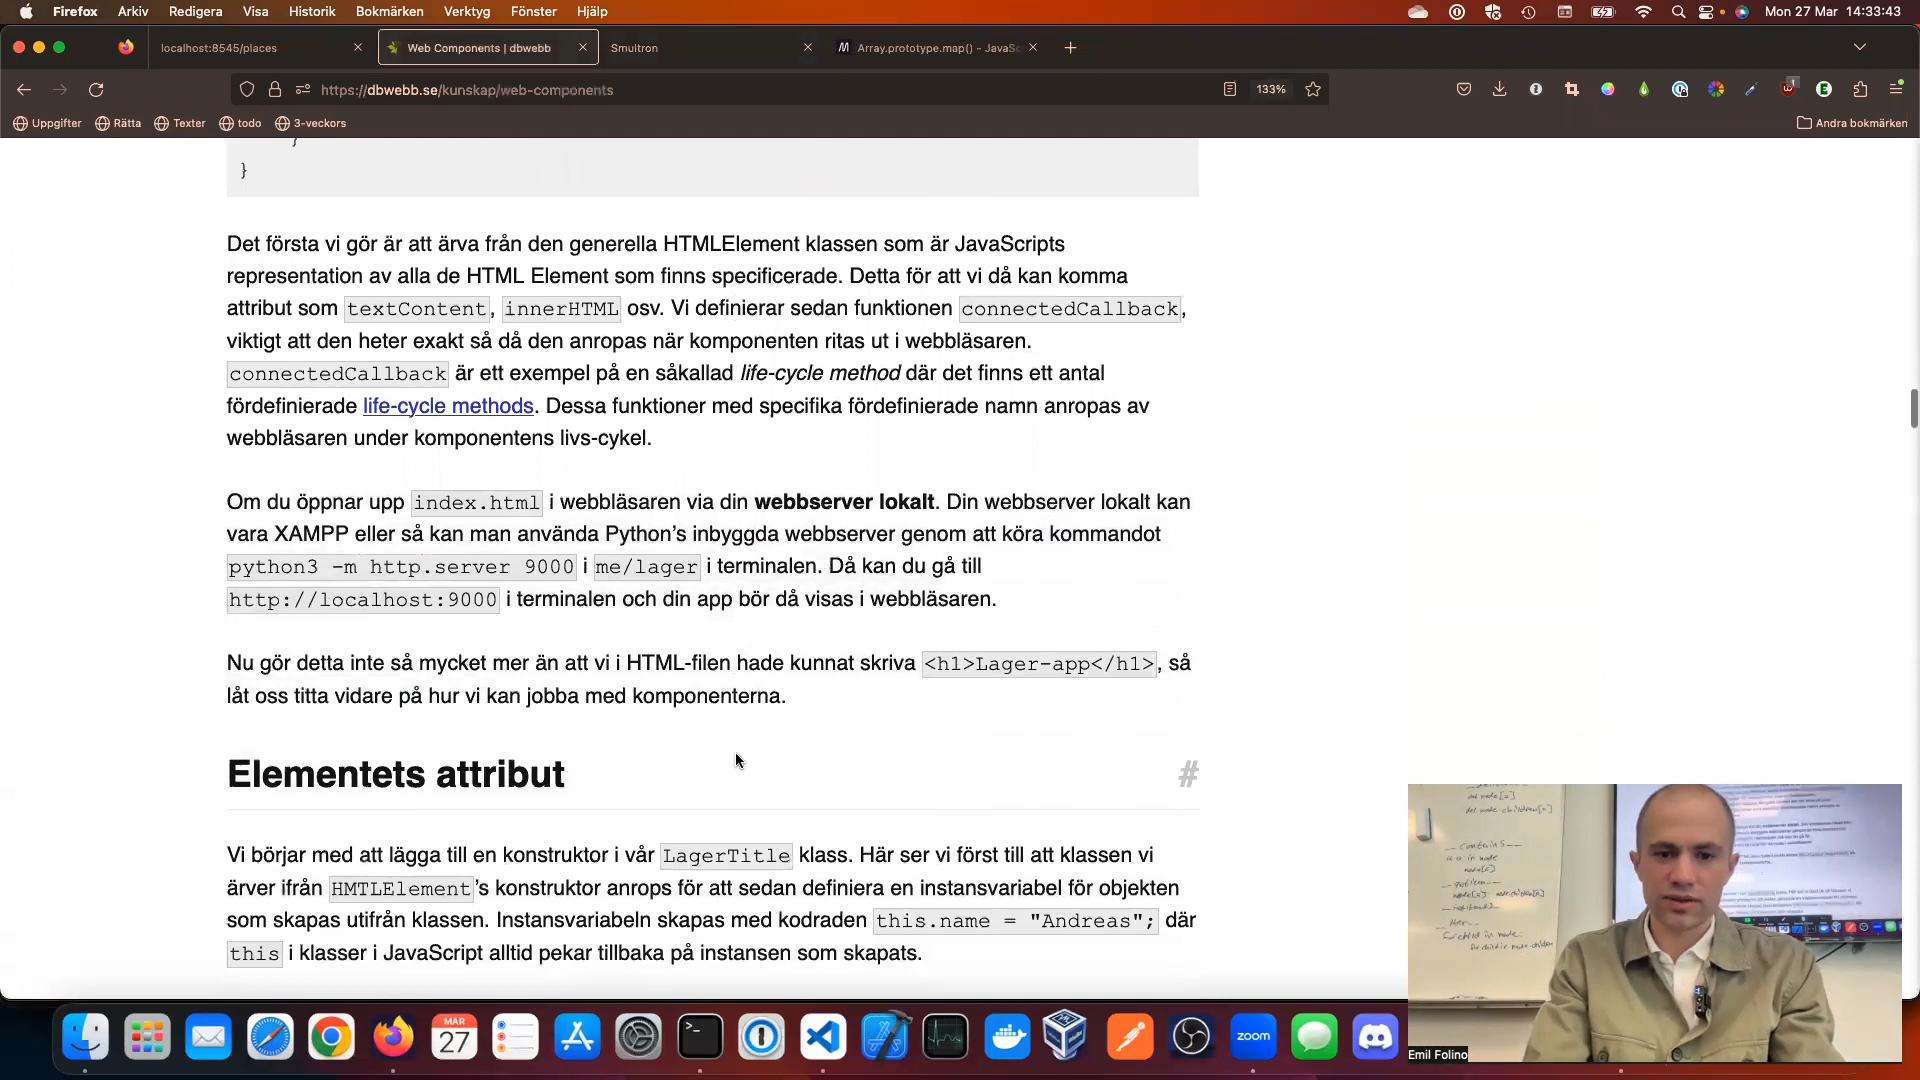 Firefox Arkiv Redigera Visa Historik Bokmärken Verktyg Fönster Hjälp Mon 27 Mar 14:33:43
localhost:8545/places Web Components | dbwebb Smultron Array.prototype.map() - JavaSc
https://dbwebb.se/kunskap/web-components 133%
Uppgifter Rätta Texter todo 3-veckors Andra bokmärken
}
}
Det första vi gör är att ärva från den generella HTMLElement klassen som är JavaScripts
representation av alla de HTML Element som finns specificerade. Detta för att vi då kan komma
attribut som textContent, innerHTML osv. Vi definierar sedan funktionen connectedCallback,
viktigt att den heter exakt så då den anropas när komponenten ritas ut i webbläsaren.
connectedCallback är ett exempel på en såkallad life-cycle method där det finns ett antal
fördefinierade life-cycle methods. Dessa funktioner med specifika fördefinierade namn anropas av
webbläsaren under komponentens livs-cykel.
Om du öppnar upp index.html i webbläsaren via din webbserver lokalt. Din webbserver lokalt kan
vara XAMPP eller så kan man använda Python’s inbyggda webbserver genom att köra kommandot
python3 -m http.server 9000 i me/lager i terminalen. Då kan du gå till
http://localhost:9000 i terminalen och din app bör då visas i webbläsaren.
Nu gör detta inte så mycket mer än att vi i HTML-filen hade kunnat skriva <h1>Lager-app</h1>, så
låt oss titta vidare på hur vi kan jobba med komponenterna.
Elementets attribut #
Vi börjar med att lägga till en konstruktor i vår LagerTitle klass. Här ser vi först till att klassen vi
ärver ifrån HMTLElement’s konstruktor anrops för att sedan definiera en instansvariabel för objekten
som skapas utifrån klassen. Instansvariabeln skapas med kodraden this.name = "Andreas"; där
this i klasser i JavaScript alltid pekar tillbaka på instansen som skapats.
MAR
27
zoom
Emil Folino